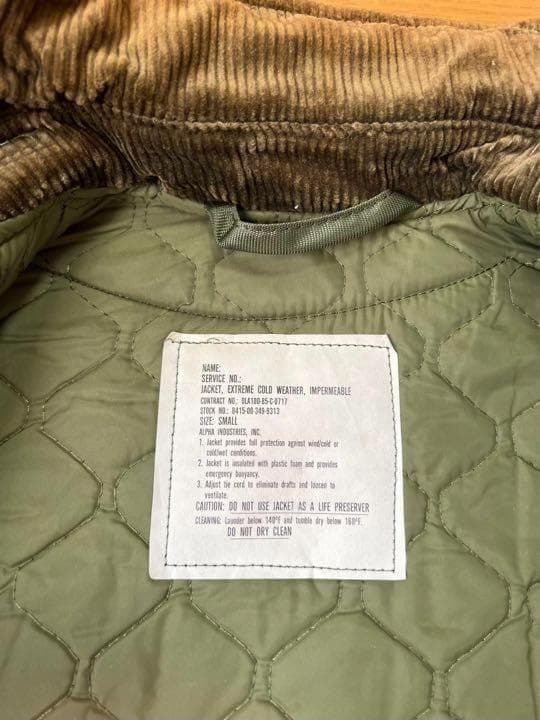 NAME:
SERVICE NO.:
JACKET, EXTREME COLD WEATHER, IMPERMEABLE
CONTRACT NO.: DLA100-85-C-0717
STOCK NO.: 8415-00-349-9313
SIZE: SMALL
ALPHA INDUSTRIES, INC.
1. Jacket provides full protection against wind/cold or
cold/wet conditions.
2. Jacket is insulated with plastic foam and provides
emergency buoyancy.
3. Adjust tie cord to eliminate drafts and loosen to
ventilate.
CAUTION: DO NOT USE JACKET AS A LIFE PRESERVER
CLEANING: Launder below 140°F and tumble dry below 160°F.
DO NOT DRY CLEAN